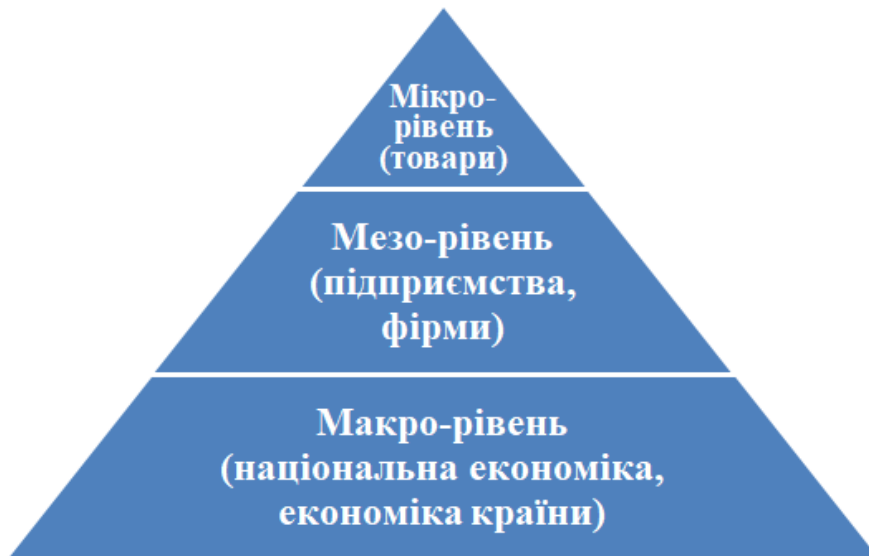 Мікро-
рівень
(товари)
Мезо-рівень
(підприємства,
фірми)
Макро-рівень
(національна економіка,
економіка країни)